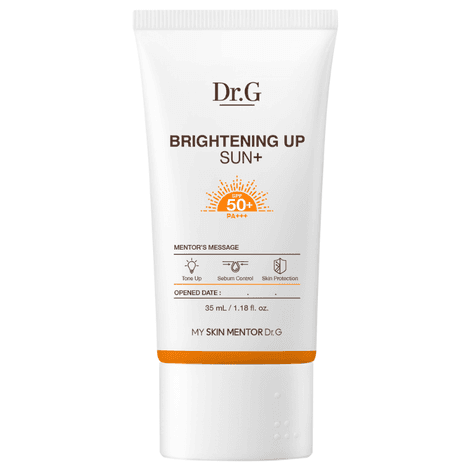 Dr.G
BRIGHTENING UP
SUN+
SPF
50+
PA+++
MENTOR'S MESSAGE
Tone Up Sebum Control Skin Protection
OPENED DATE : . .
35 mL / 1.18 fl. oz.
MY SKIN MENTOR Dr.G